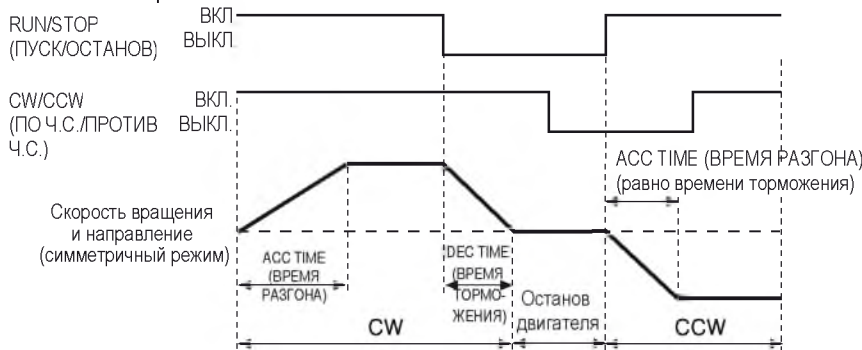 RUN/STOP
(ПУСК/ОСТАНОВ)
ВКЛ
ВЫКЛ
CW/CCW
(ПО Ч.С./ПРОТИВ
Ч.С.)
ВКЛ.
ВЫКЛ.
ACC TIME (ВРЕМЯ РАЗГОНА)
(равно времени торможения)
Скорость вращения
и направление
(симметричный режим)
ACC TIME
(ВРЕМЯ
РАЗГОНА)
DEC TIME
(ВРЕМЯ
ТОРМО-
ЖЕНИЯ)
Останов
двигателя
CW
CCW